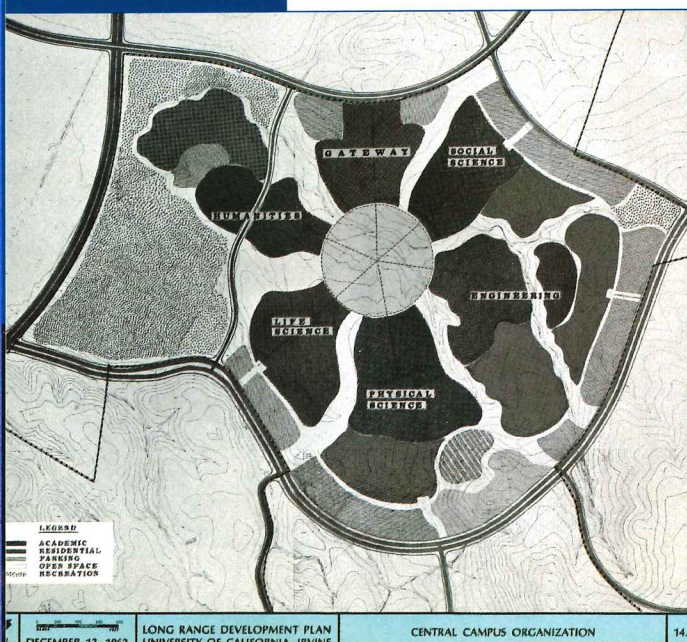 GATEWAY
SOCIAL
SCIENCE
HUMANITIES
ENGINEERING
LIFE
SCIENCE
PHYSICAL
SCIENCE
LEGEND
ACADEMIC
RESIDENTIAL
PARKING
OPEN SPACE
RECREATION
DECEMBER 12, 1963
LONG RANGE DEVELOPMENT PLAN
UNIVERSITY OF CALIFORNIA, IRVINE
CENTRAL CAMPUS ORGANIZATION
14